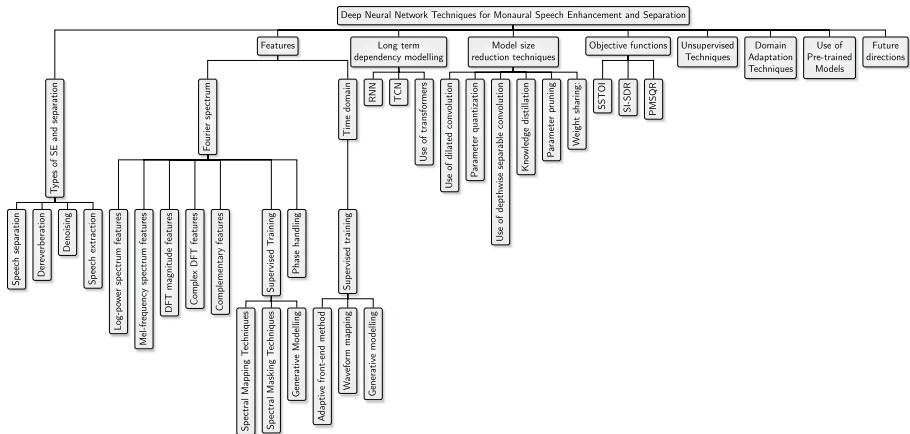 Deep Neural Network Techniques for Monaural Speech Enhancement and Separation
Types of SE and separation
Speech separation
Dereverberation
Denoising
Speech extraction
Features
Fourier spectrum
Log-power spectrum features
Mel-frequency spectrum features
DFT magnitude features
Complex DFT features
Complementary features
Supervised Training
Spectral Mapping Techniques
Spectral Masking Techniques
Generative Modelling
Phase handling
Time domain
Supervised training
Adaptive front-end method
Waveform mapping
Generative modelling
Long term
dependency modelling
RNN
TCN
Use of transformers
Model size
reduction techniques
Use of dilated convolution
Parameter quantization
Use of depthwise separable convolution
Knowledge distillation
Parameter pruning
Weight sharing:
Objective functions
SSTOI
SI-SDR
PMSQR
Unsupervised
Techniques
Domain
Adaptation
Techniques
Use of
Pre-trained
Models
Future
directions